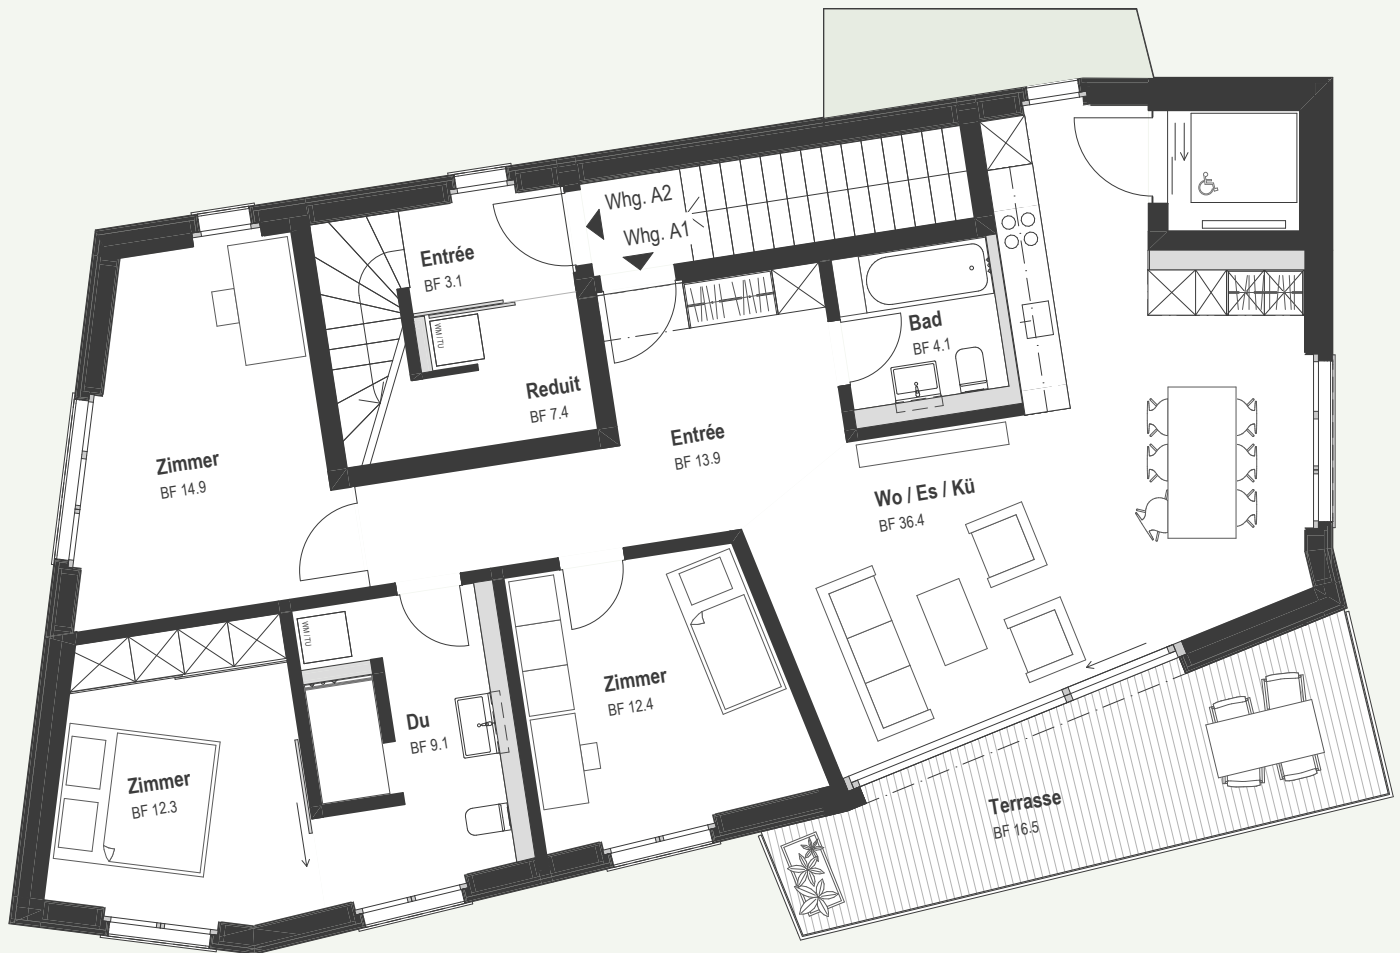 Whg. A2
Whg. A1
Entrée
BF 3.1
WM /TU
Bad
BF 4.1
Reduit
BF 7.4
Entrée
BF 13.9
Zimmer
BF 14.9
Wo / Es / Kü
BF 36.4
WM /TU
Zimmer
BF 12.4
Du
BF 9.1
Zimmer
BF 12.3
Terrasse
BF 16.5